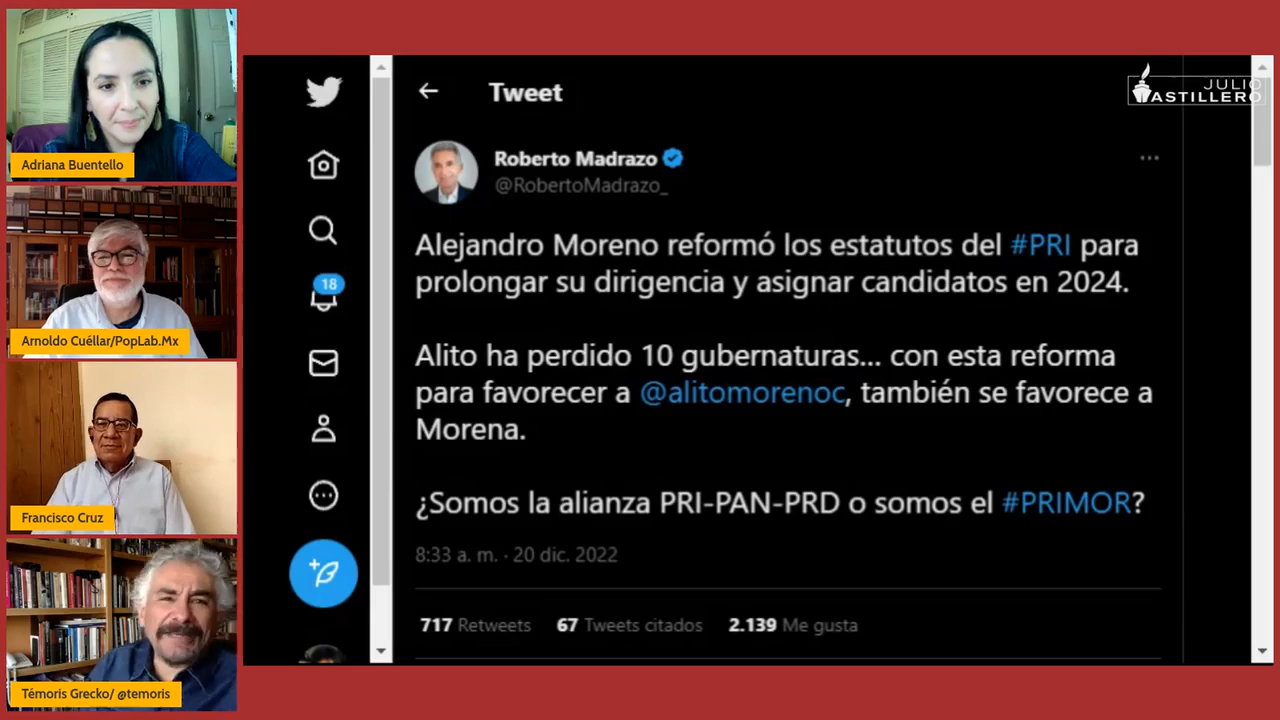 Adriana Buentello
Arnoldo Cuéllar/PopLab.Mx
Francisco Cruz
Témoris Grecko/ @temoris
18
Tweet
JULIO
ASTILLERO
Roberto Madrazo
@RobertoMadrazo_
Alejandro Moreno reformó los estatutos del #PRI para
prolongar su dirigencia y asignar candidatos en 2024.
Alito ha perdido 10 gubernaturas... con esta reforma
para favorecer a @alitomorenoc, también se favorece a
Morena.
¿Somos la alianza PRI-PAN-PRD o somos el #PRIMOR?
8:33 a. m. · 20 dic. 2022
717 Retweets 67 Tweets citados 2.139 Me gusta